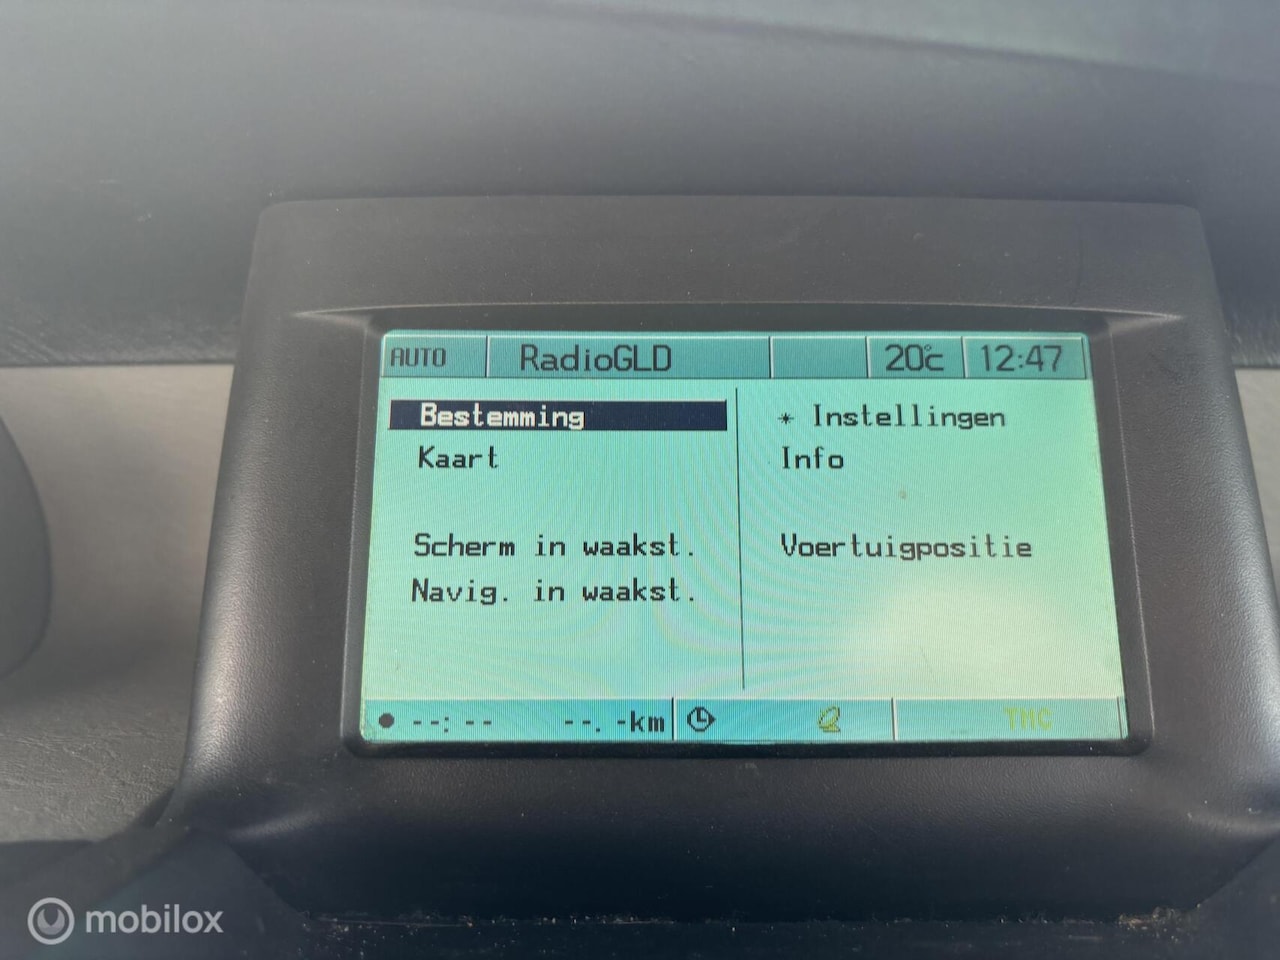 AUTO RadioGLD 20°c 12:47
Bestemming
Kaart
Scherm in waakst.
Navig. in waakst.
* Instellingen
Info
Voertuigpositie
--:-- --.-km TMC
mobilox